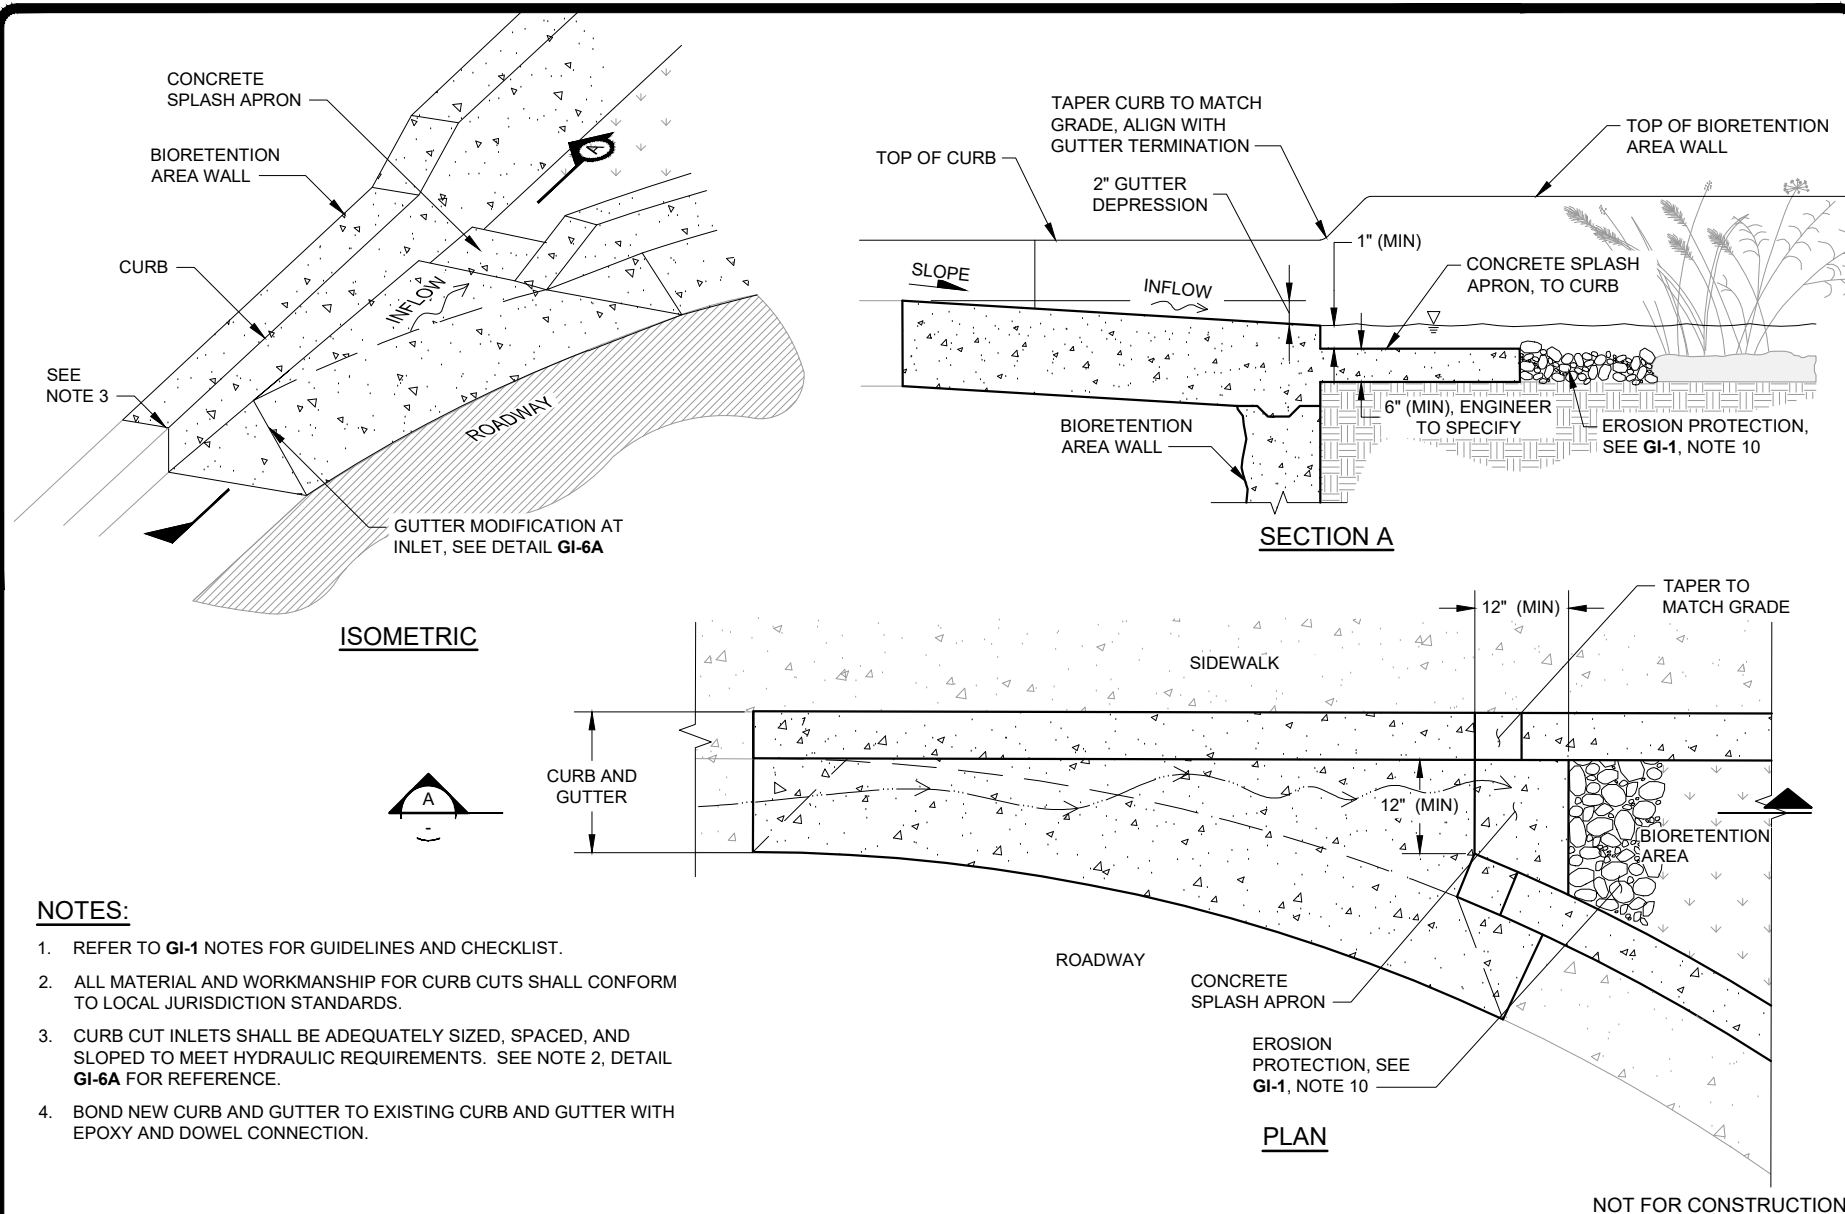 CONCRETE
SPLASH APRON
BIORETENTION
AREA WALL
CURB
SEE
NOTE 3
A
INFLOW
ROADWAY
GUTTER MODIFICATION AT
INLET, SEE DETAIL GI-6A
ISOMETRIC
TAPER CURB TO MATCH
GRADE, ALIGN WITH
GUTTER TERMINATION
TOP OF CURB
2" GUTTER
DEPRESSION
TOP OF BIORETENTION
AREA WALL
1" (MIN)
SLOPE
INFLOW
CONCRETE SPLASH
APRON, TO CURB
6" (MIN), ENGINEER
TO SPECIFY
BIORETENTION
AREA WALL
EROSION PROTECTION,
SEE GI-1, NOTE 10
SECTION A
12" (MIN)
TAPER TO
MATCH GRADE
SIDEWALK
CURB AND
GUTTER
12" (MIN)
A
-
BIORETENTION
AREA
ROADWAY
CONCRETE
SPLASH APRON
EROSION
PROTECTION, SEE
GI-1, NOTE 10
PLAN
NOTES:
1. REFER TO GI-1 NOTES FOR GUIDELINES AND CHECKLIST.
2. ALL MATERIAL AND WORKMANSHIP FOR CURB CUTS SHALL CONFORM
TO LOCAL JURISDICTION STANDARDS.
3. CURB CUT INLETS SHALL BE ADEQUATELY SIZED, SPACED, AND
SLOPED TO MEET HYDRAULIC REQUIREMENTS. SEE NOTE 2, DETAIL
GI-6A FOR REFERENCE.
4. BOND NEW CURB AND GUTTER TO EXISTING CURB AND GUTTER WITH
EPOXY AND DOWEL CONNECTION.
NOT FOR CONSTRUCTION